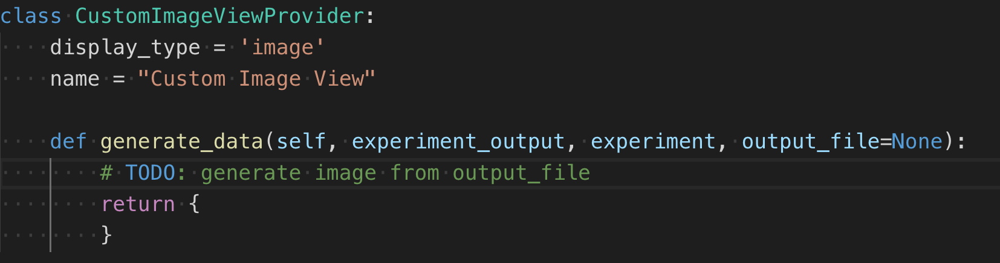 class CustomImageViewProvider:
    display_type = 'image'
    name = "Custom Image View"

    def generate_data(self, experiment_output, experiment, output_file=None):
        # TODO: generate image from output_file
        return {
        }